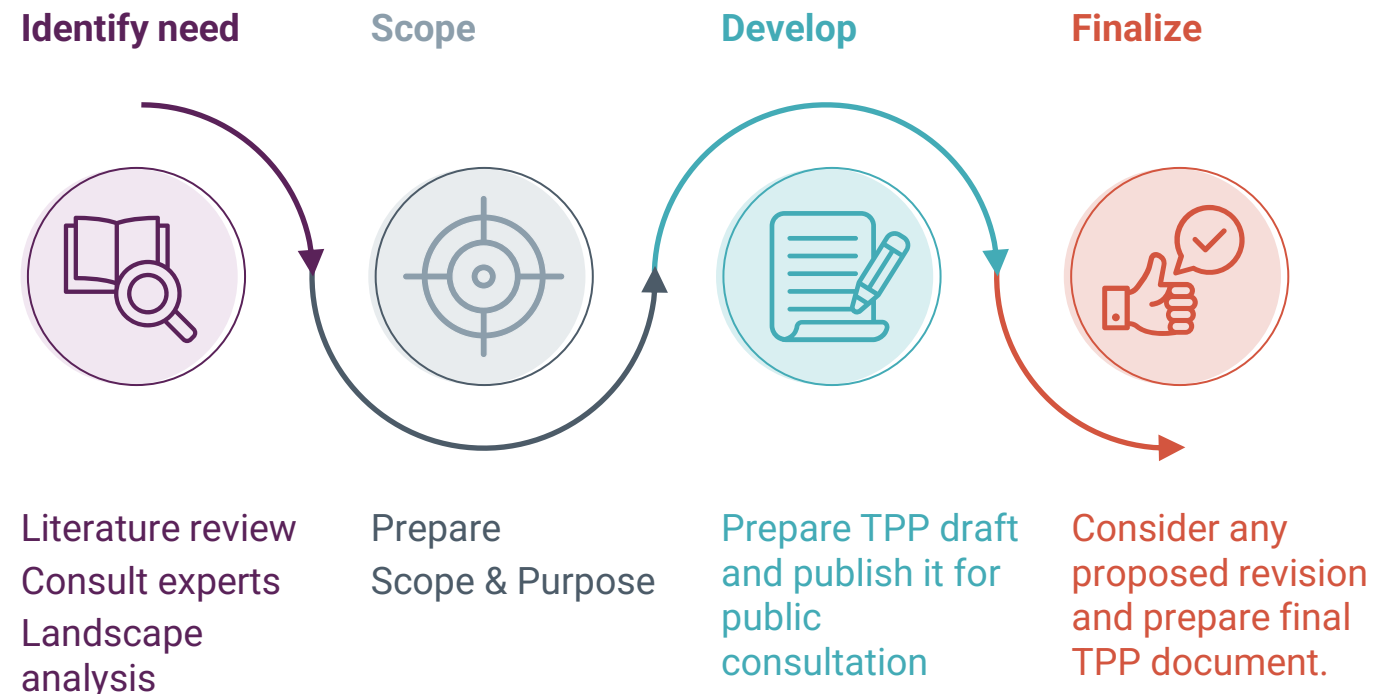 Identify need
Scope
Develop
Finalize
Literature review
Consult experts
Landscape
analysis
Prepare
Scope & Purpose
Prepare TPP draft
and publish it for
public
consultation
Consider any
proposed revision
and prepare final
TPP document.